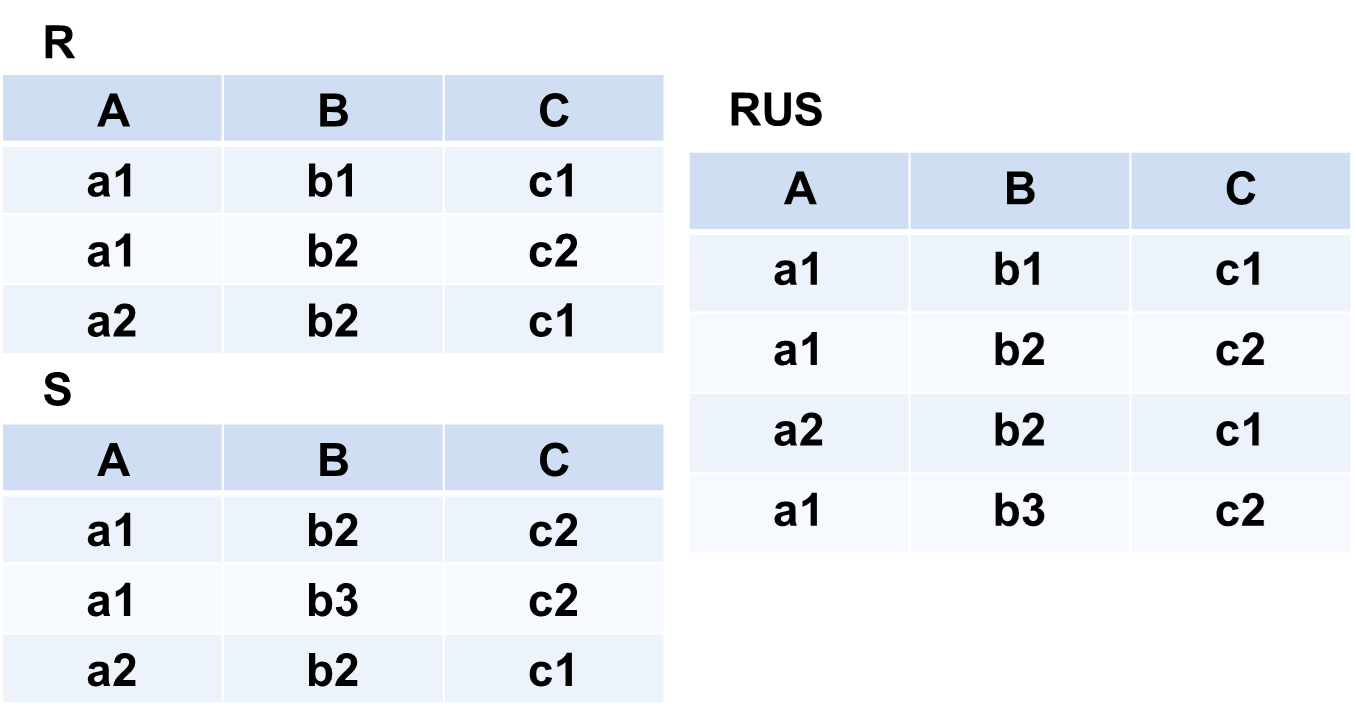 R
A B C
a1 b1 c1
a1 b2 c2
a2 b2 c1
S
A B C
a1 b2 c2
a1 b3 c2
a2 b2 c1
RUS
A B C
a1 b1 c1
a1 b2 c2
a2 b2 c1
a1 b3 c2